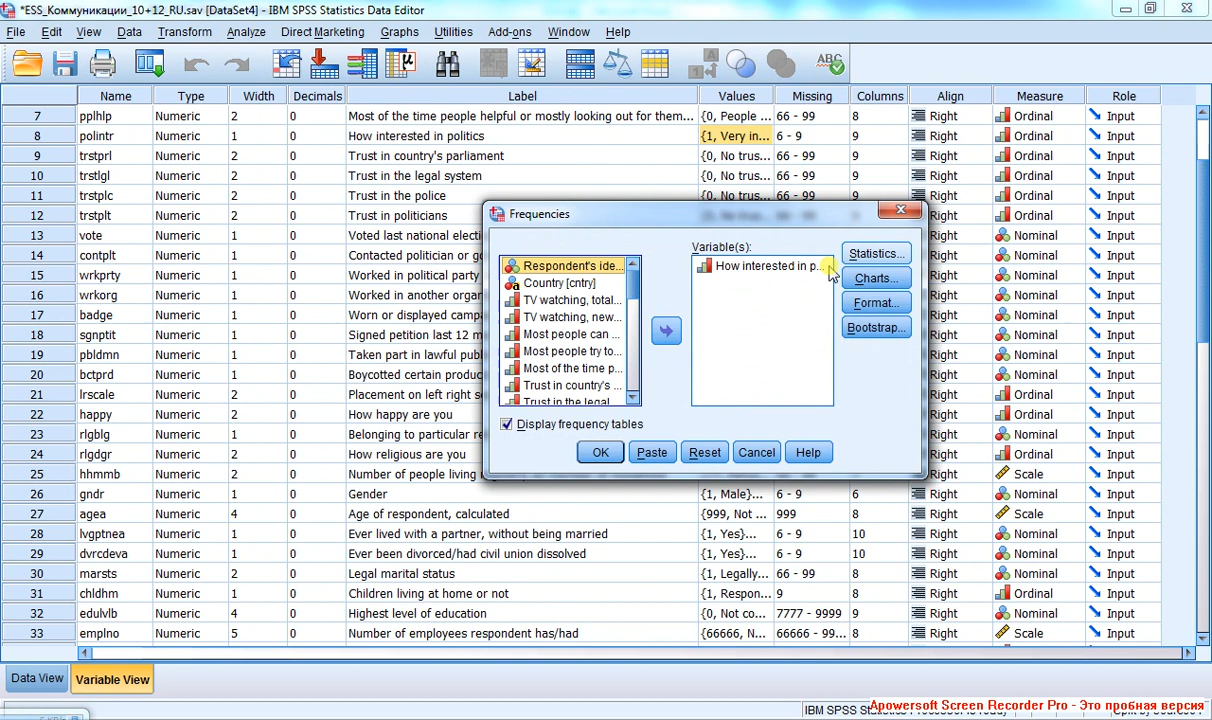 *ESS_Коммуникации_10+12_RU.sav [DataSet4] - IBM SPSS Statistics Data Editor
File Edit View Data Transform Analyze Direct Marketing Graphs Utilities Add-ons Window Help
Name Type Width Decimals Label Values Missing Columns Align Measure Role
7 pplhlp Numeric 2 0 Most of the time people helpful or mostly looking out for them... {0, People ... 66 - 99 8 Right Ordinal Input
8 polintr Numeric 1 0 How interested in politics {1, Very in... 6 - 9 9 Right Ordinal Input
9 trstprl Numeric 2 0 Trust in country's parliament {0, No trus... 66 - 99 9 Right Ordinal Input
10 trstlgl Numeric 2 0 Trust in the legal system {0, No trus... 66 - 99 9 Right Ordinal Input
11 trstplc Numeric 2 0 Trust in the police {0, No trus... 66 - 99 9 Right Ordinal Input
12 trstplt Numeric 2 0 Trust in politicians Right Ordinal Input
13 vote Numeric 1 0 Voted last national electi Right Nominal Input
14 contplt Numeric 1 0 Contacted politician or go Right Nominal Input
15 wrkprty Numeric 1 0 Worked in political party Right Nominal Input
16 wrkorg Numeric 1 0 Worked in another organ Right Nominal Input
17 badge Numeric 1 0 Worn or displayed camp Right Nominal Input
18 sgnptit Numeric 1 0 Signed petition last 12 m Right Nominal Input
19 pbldmn Numeric 1 0 Taken part in lawful publ Right Nominal Input
20 bctprd Numeric 1 0 Boycotted certain produc Right Nominal Input
21 lrscale Numeric 2 0 Placement on left right s Right Ordinal Input
22 happy Numeric 2 0 How happy are you Right Ordinal Input
23 rlgblg Numeric 1 0 Belonging to particular re Right Nominal Input
24 rlgdgr Numeric 2 0 How religious are you Right Ordinal Input
25 hhmmb Numeric 2 0 Number of people living Right Scale Input
26 gndr Numeric 1 0 Gender {1, Male}... 6 - 9 6 Right Nominal Input
27 agea Numeric 4 0 Age of respondent, calculated {999, Not ... 999 8 Right Scale Input
28 lvgptnea Numeric 1 0 Ever lived with a partner, without being married {1, Yes}... 6 - 9 10 Right Nominal Input
29 dvrcdeva Numeric 1 0 Ever been divorced/had civil union dissolved {1, Yes}... 6 - 9 10 Right Nominal Input
30 marsts Numeric 2 0 Legal marital status {1, Legally... 66 - 99 8 Right Nominal Input
31 chldhm Numeric 1 0 Children living at home or not {1, Respon... 9 8 Right Ordinal Input
32 edulvlb Numeric 4 0 Highest level of education {0, Not co... 7777 - 9999 9 Right Nominal Input
33 emplno Numeric 5 0 Number of employees respondent has/had {66666, N... 66666 - 99... 8 Right Scale Input
Frequencies
Respondent's ide...
Country [cntry]
TV watching, total...
TV watching, new...
Most people can ...
Most people try to...
Most of the time p...
Trust in country's ...
Trust in the legal
Variable(s):
How interested in p...
Statistics...
Charts...
Format...
Bootstrap...
Display frequency tables
OK Paste Reset Cancel Help
Data View Variable View
Apowersoft Screen Recorder Pro - Это пробная версия